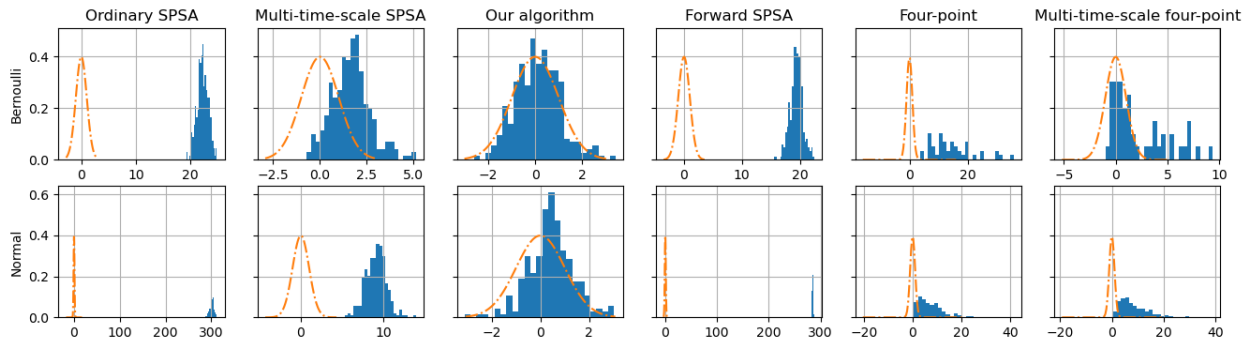 Ordinary SPSA Multi-time-scale SPSA Our algorithm Forward SPSA Four-point Multi-time-scale four-point
Bernoulli
0.4
0.2
0.0
0 10 20
−2.5 0.0 2.5 5.0
−2 0 2
0 10 20
0 20
−5 0 5 10
Normal
0.6
0.4
0.2
0.0
0 100 200 300
0 10
−2 0 2
0 100 200 300
−20 0 20 40
−20 0 20 40